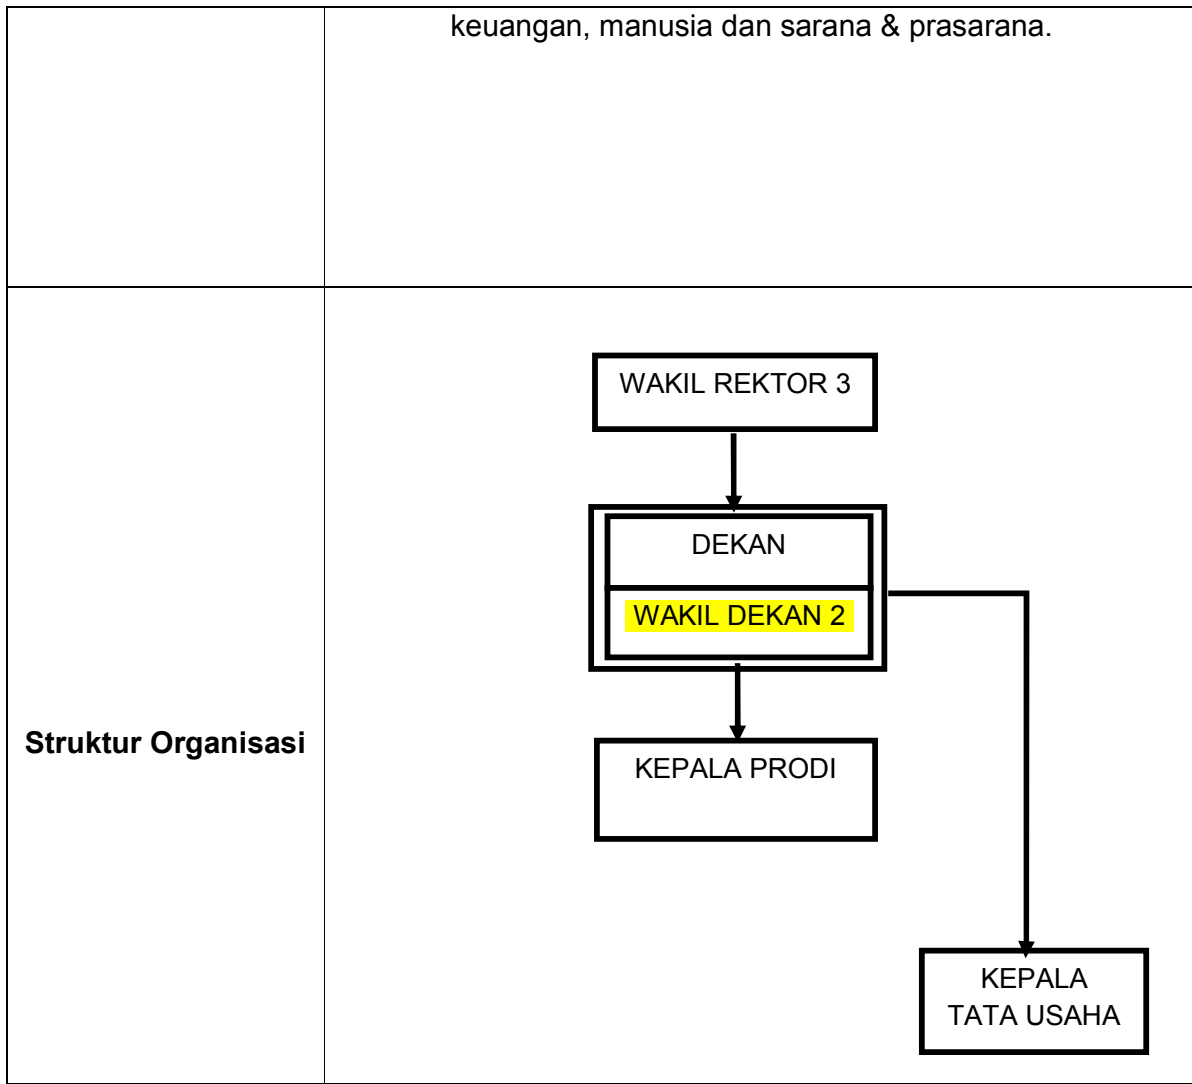 keuangan, manusia dan sarana & prasarana.
Struktur Organisasi
WAKIL REKTOR 3
DEKAN
WAKIL DEKAN 2
KEPALA PRODI
KEPALA
TATA USAHA